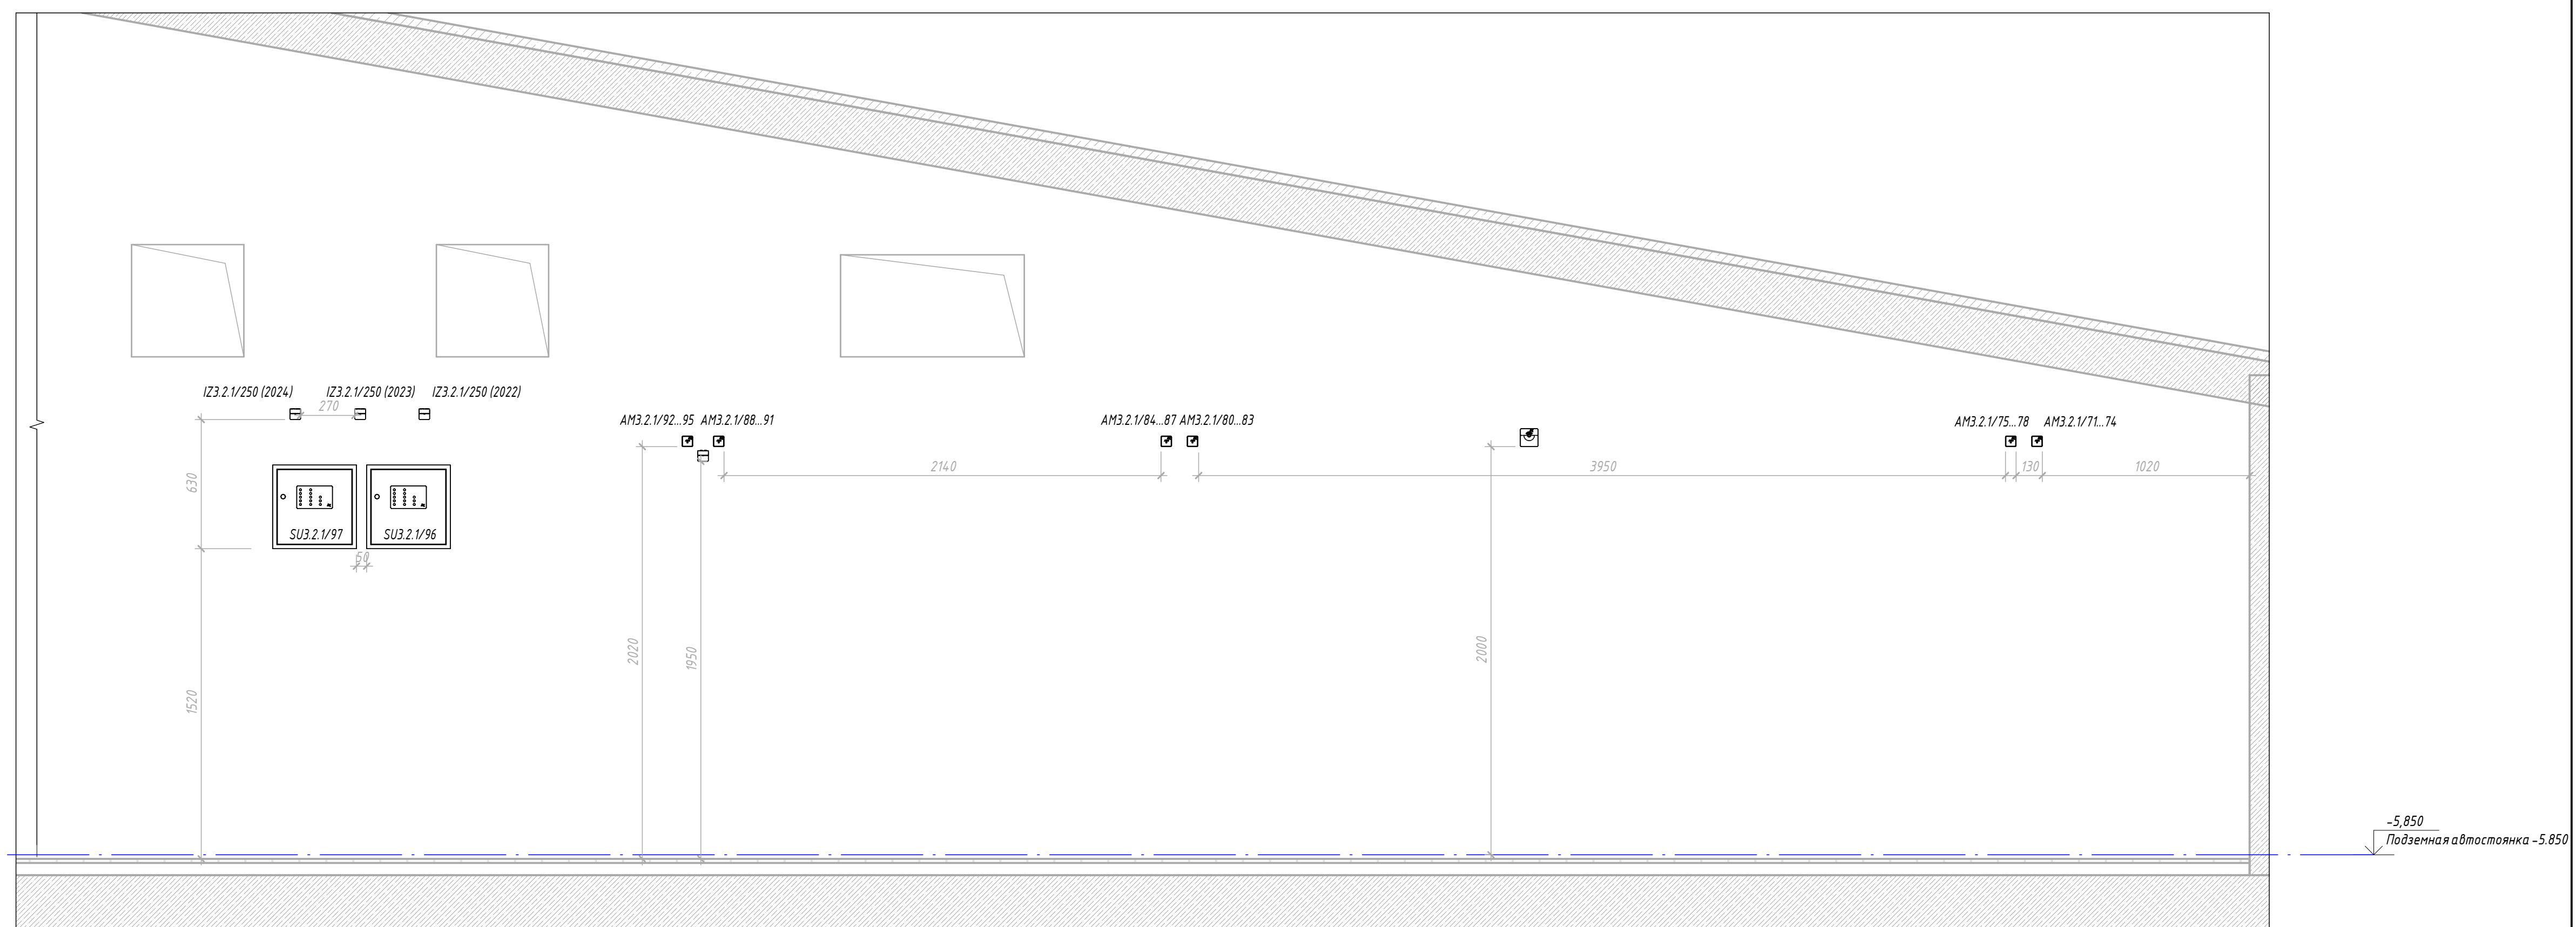 IZ3.2.1/250 (2024) IZ3.2.1/250 (2023) IZ3.2.1/250 (2022)
270
AM3.2.1/92...95 AM3.2.1/88...91 AM3.2.1/84...87 AM3.2.1/80...83 AM3.2.1/75...78 AM3.2.1/71...74
2140 3950 130 1020
630
SU3.2.1/97 SU3.2.1/96
50
2020 1950 2000
1520
-5,850
Подземная автостоянка -5.850